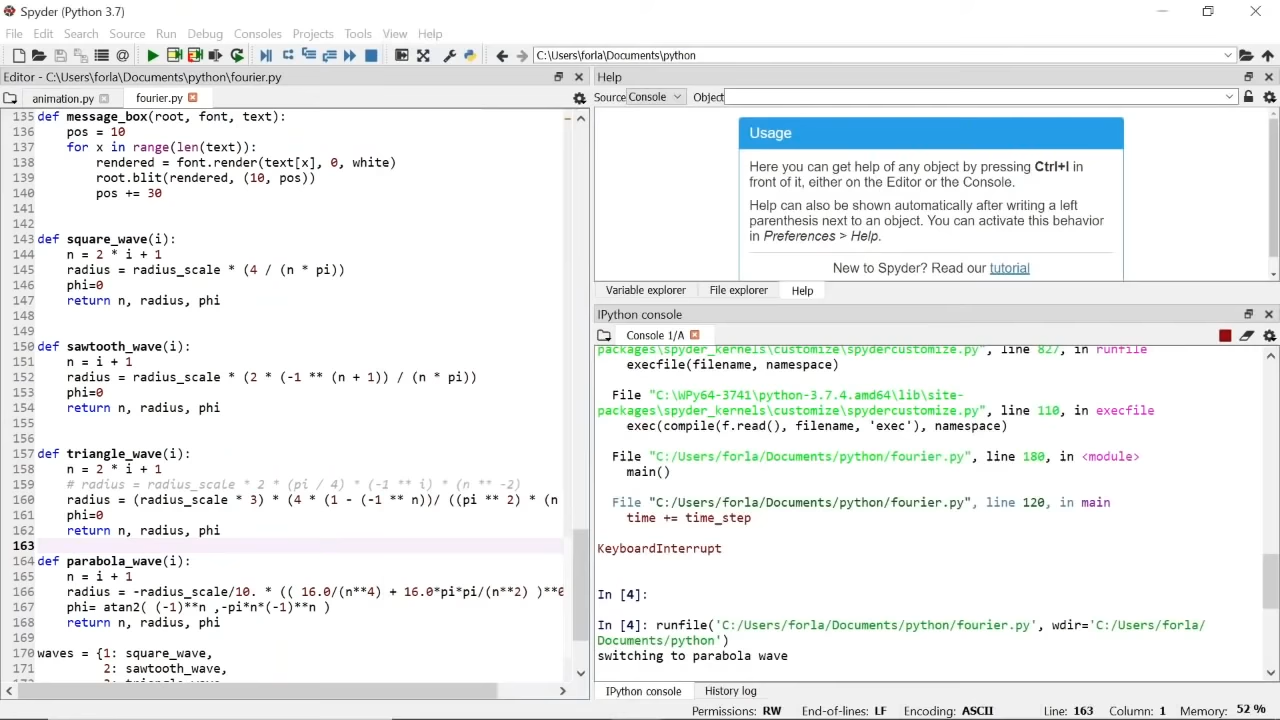 Spyder (Python 3.7)
File Edit Search Source Run Debug Consoles Projects Tools View Help
C:\Users\forla\Documents\python
Editor - C:\Users\forla\Documents\python\fourier.py
animation.py
fourier.py
135 def message_box(root, font, text):
136 pos = 10
137 for x in range(len(text)):
138 rendered = font.render(text[x], 0, white)
139 root.blit(rendered, (10, pos))
140 pos += 30
141
142
143 def square_wave(i):
144 n = 2 * i + 1
145 radius = radius_scale * (4 / (n * pi))
146 phi=0
147 return n, radius, phi
148
149
150 def sawtooth_wave(i):
151 n = i + 1
152 radius = radius_scale * (2 * (-1 ** (n + 1)) / (n * pi))
153 phi=0
154 return n, radius, phi
155
156
157 def triangle_wave(i):
158 n = 2 * i + 1
159 # radius = radius_scale * 2 * (pi / 4) * (-1 ** i) * (n ** -2)
160 radius = (radius_scale * 3) * (4 * (1 - (-1 ** n))/ ((pi ** 2) * (n
161 phi=0
162 return n, radius, phi
163
164 def parabola_wave(i):
165 n = i + 1
166 radius = -radius_scale/10. * (( 16.0/(n**4) + 16.0*pi*pi/(n**2) )**0
167 phi= atan2( (-1)**n ,-pi*n*(-1)**n )
168 return n, radius, phi
169
170 waves = {1: square_wave,
171 2: sawtooth_wave,
Help
Source Console Object
Usage
Here you can get help of any object by pressing Ctrl+I in
front of it, either on the Editor or the Console.
Help can also be shown automatically after writing a left
parenthesis next to an object. You can activate this behavior
in Preferences > Help.
New to Spyder? Read our tutorial
Variable explorer File explorer Help
IPython console
Console 1/A
packages\spyder_kernels\customize\spydercustomize.py", line 827, in runfile
execfile(filename, namespace)
File "C:\WPy64-3741\python-3.7.4.amd64\lib\site-
packages\spyder_kernels\customize\spydercustomize.py", line 110, in execfile
exec(compile(f.read(), filename, 'exec'), namespace)
File "C:/Users/forla/Documents/python/fourier.py", line 180, in <module>
main()
File "C:/Users/forla/Documents/python/fourier.py", line 120, in main
time += time_step
KeyboardInterrupt
In [4]:
In [4]: runfile('C:/Users/forla/Documents/python/fourier.py', wdir='C:/Users/forla/
Documents/python')
switching to parabola wave
IPython console History log
Permissions: RW End-of-lines: LF Encoding: ASCII Line: 163 Column: 1 Memory: 52 %